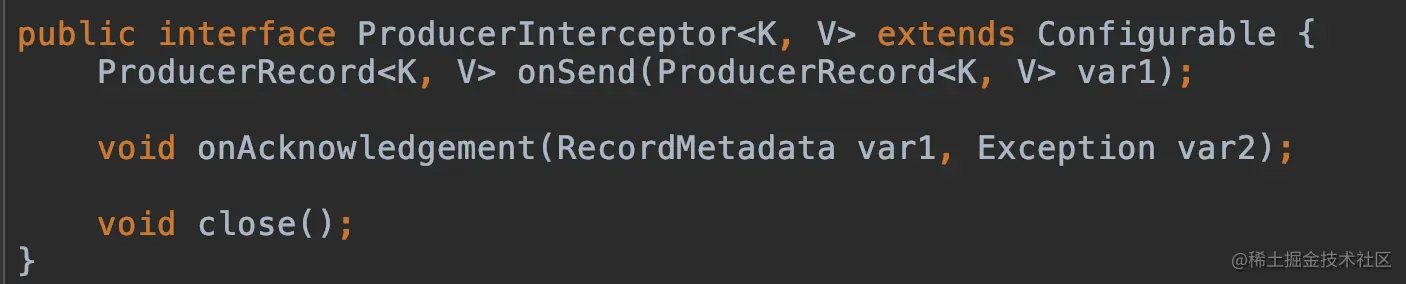 public interface ProducerInterceptor<K, V> extends Configurable {
    ProducerRecord<K, V> onSend(ProducerRecord<K, V> var1);
    void onAcknowledgement(RecordMetadata var1, Exception var2);
    void close();
}
@稀土掘金技术社区